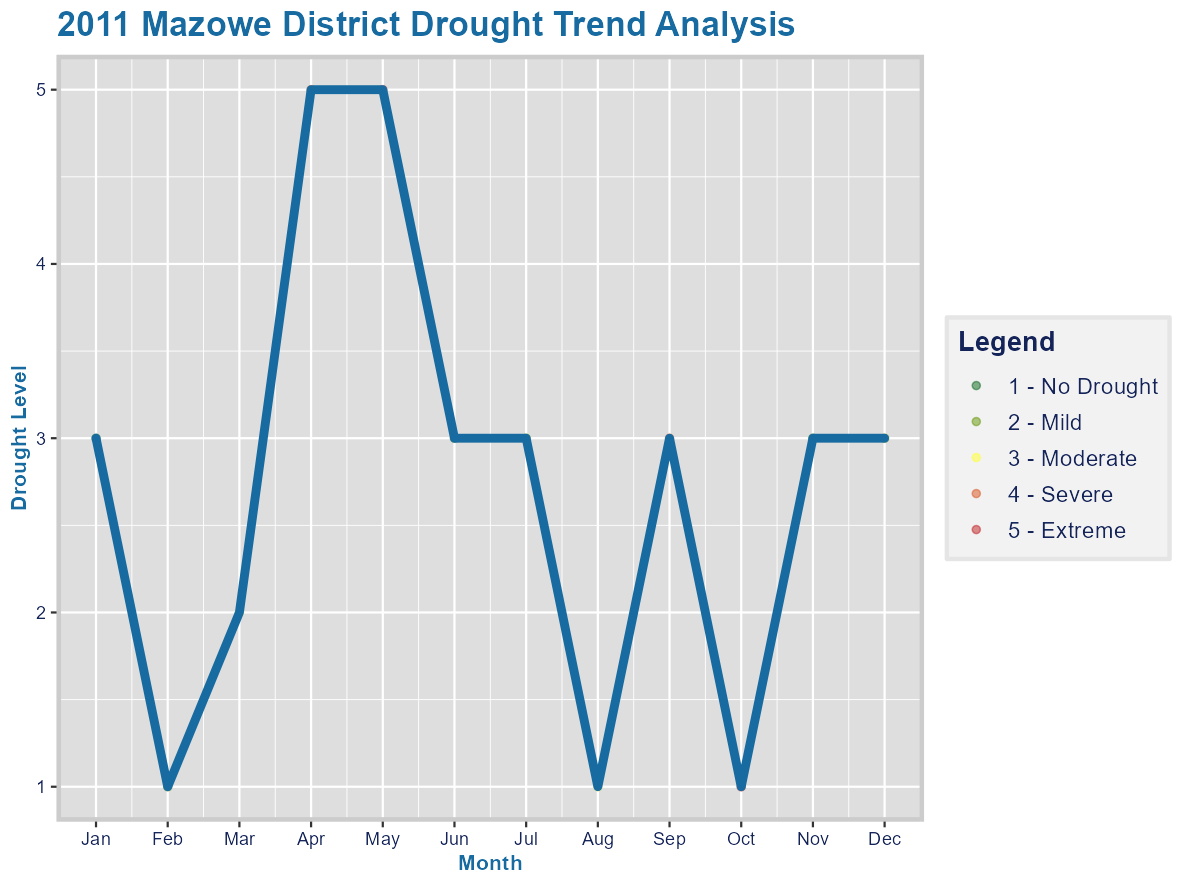 2011 Mazowe District Drought Trend Analysis
Drought Level
5
4
3
2
1
Jan Feb Mar Apr May Jun Jul Aug Sep Oct Nov Dec
Month
Legend
1 - No Drought
2 - Mild
3 - Moderate
4 - Severe
5 - Extreme